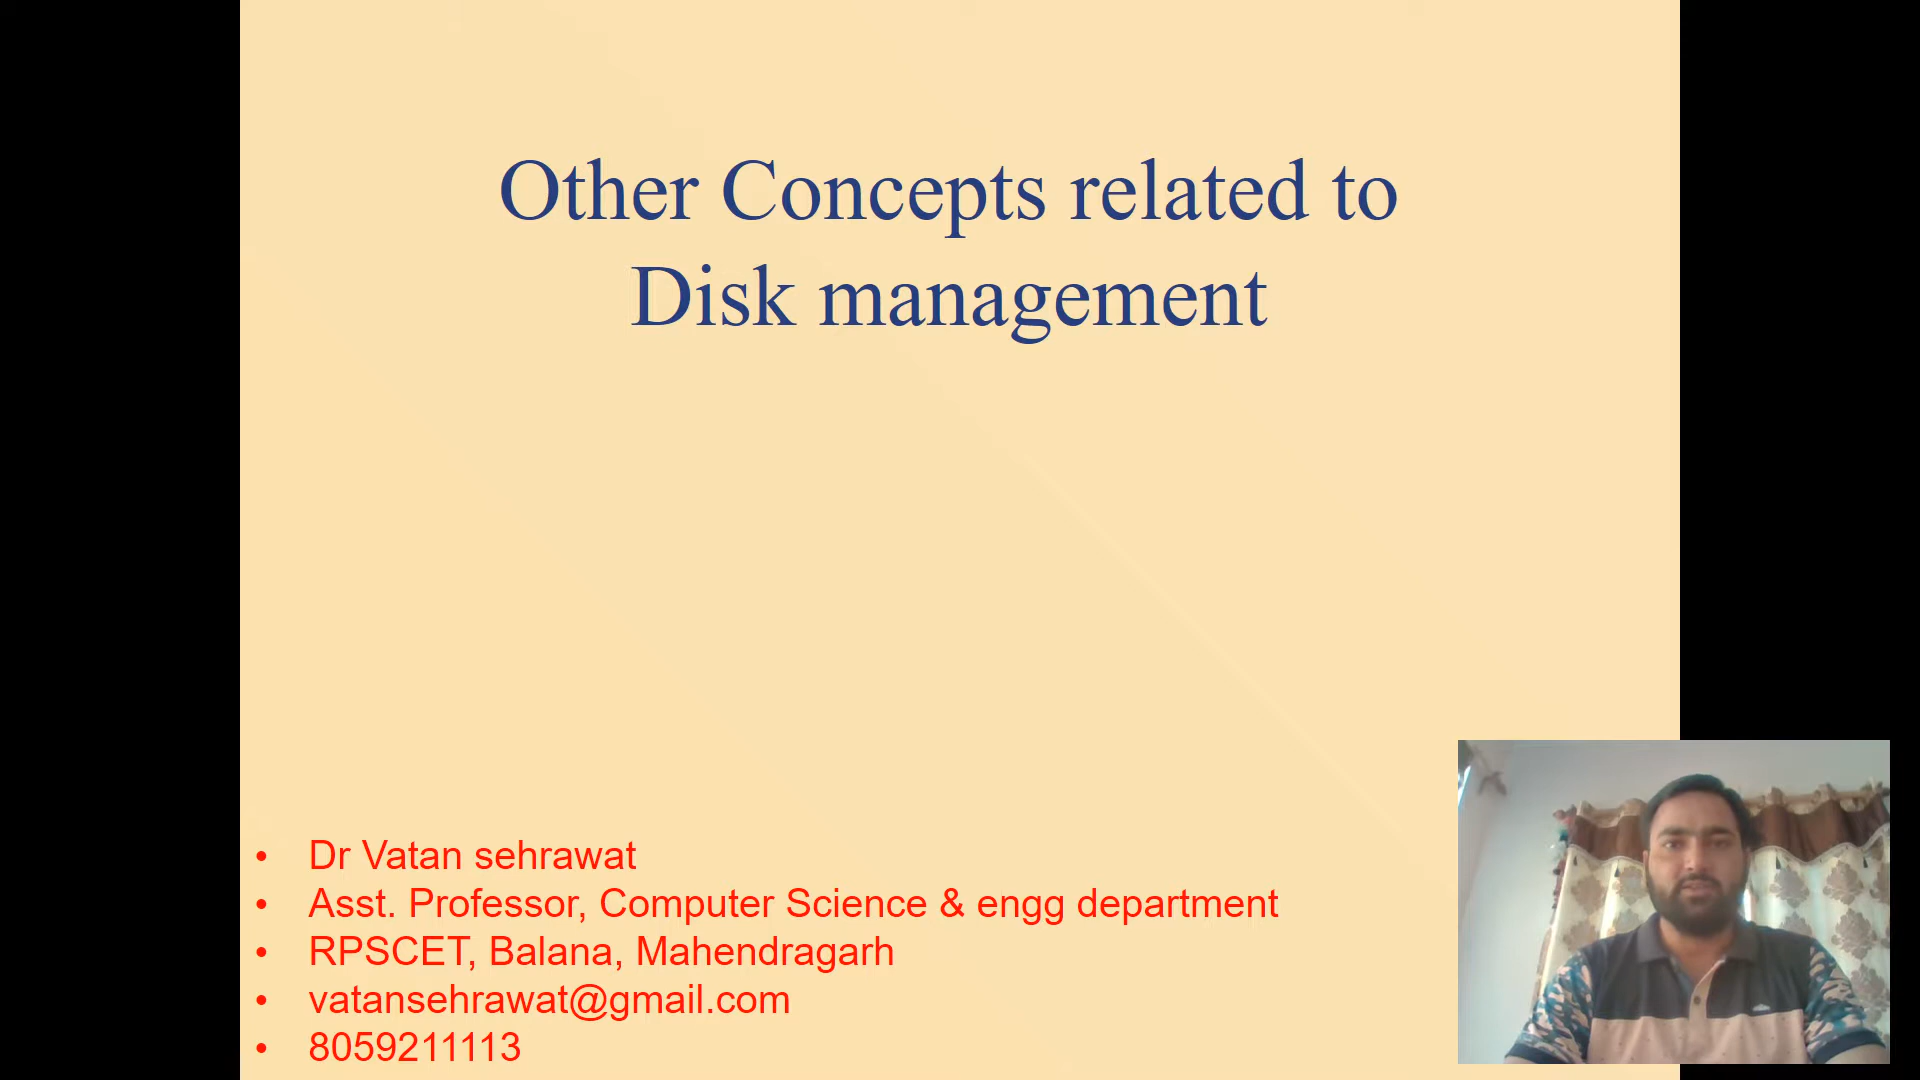 Other Concepts related to
Disk management
• Dr Vatan sehrawat
• Asst. Professor, Computer Science & engg department
• RPSCET, Balana, Mahendragarh
• vatansehrawat@gmail.com
• 8059211113